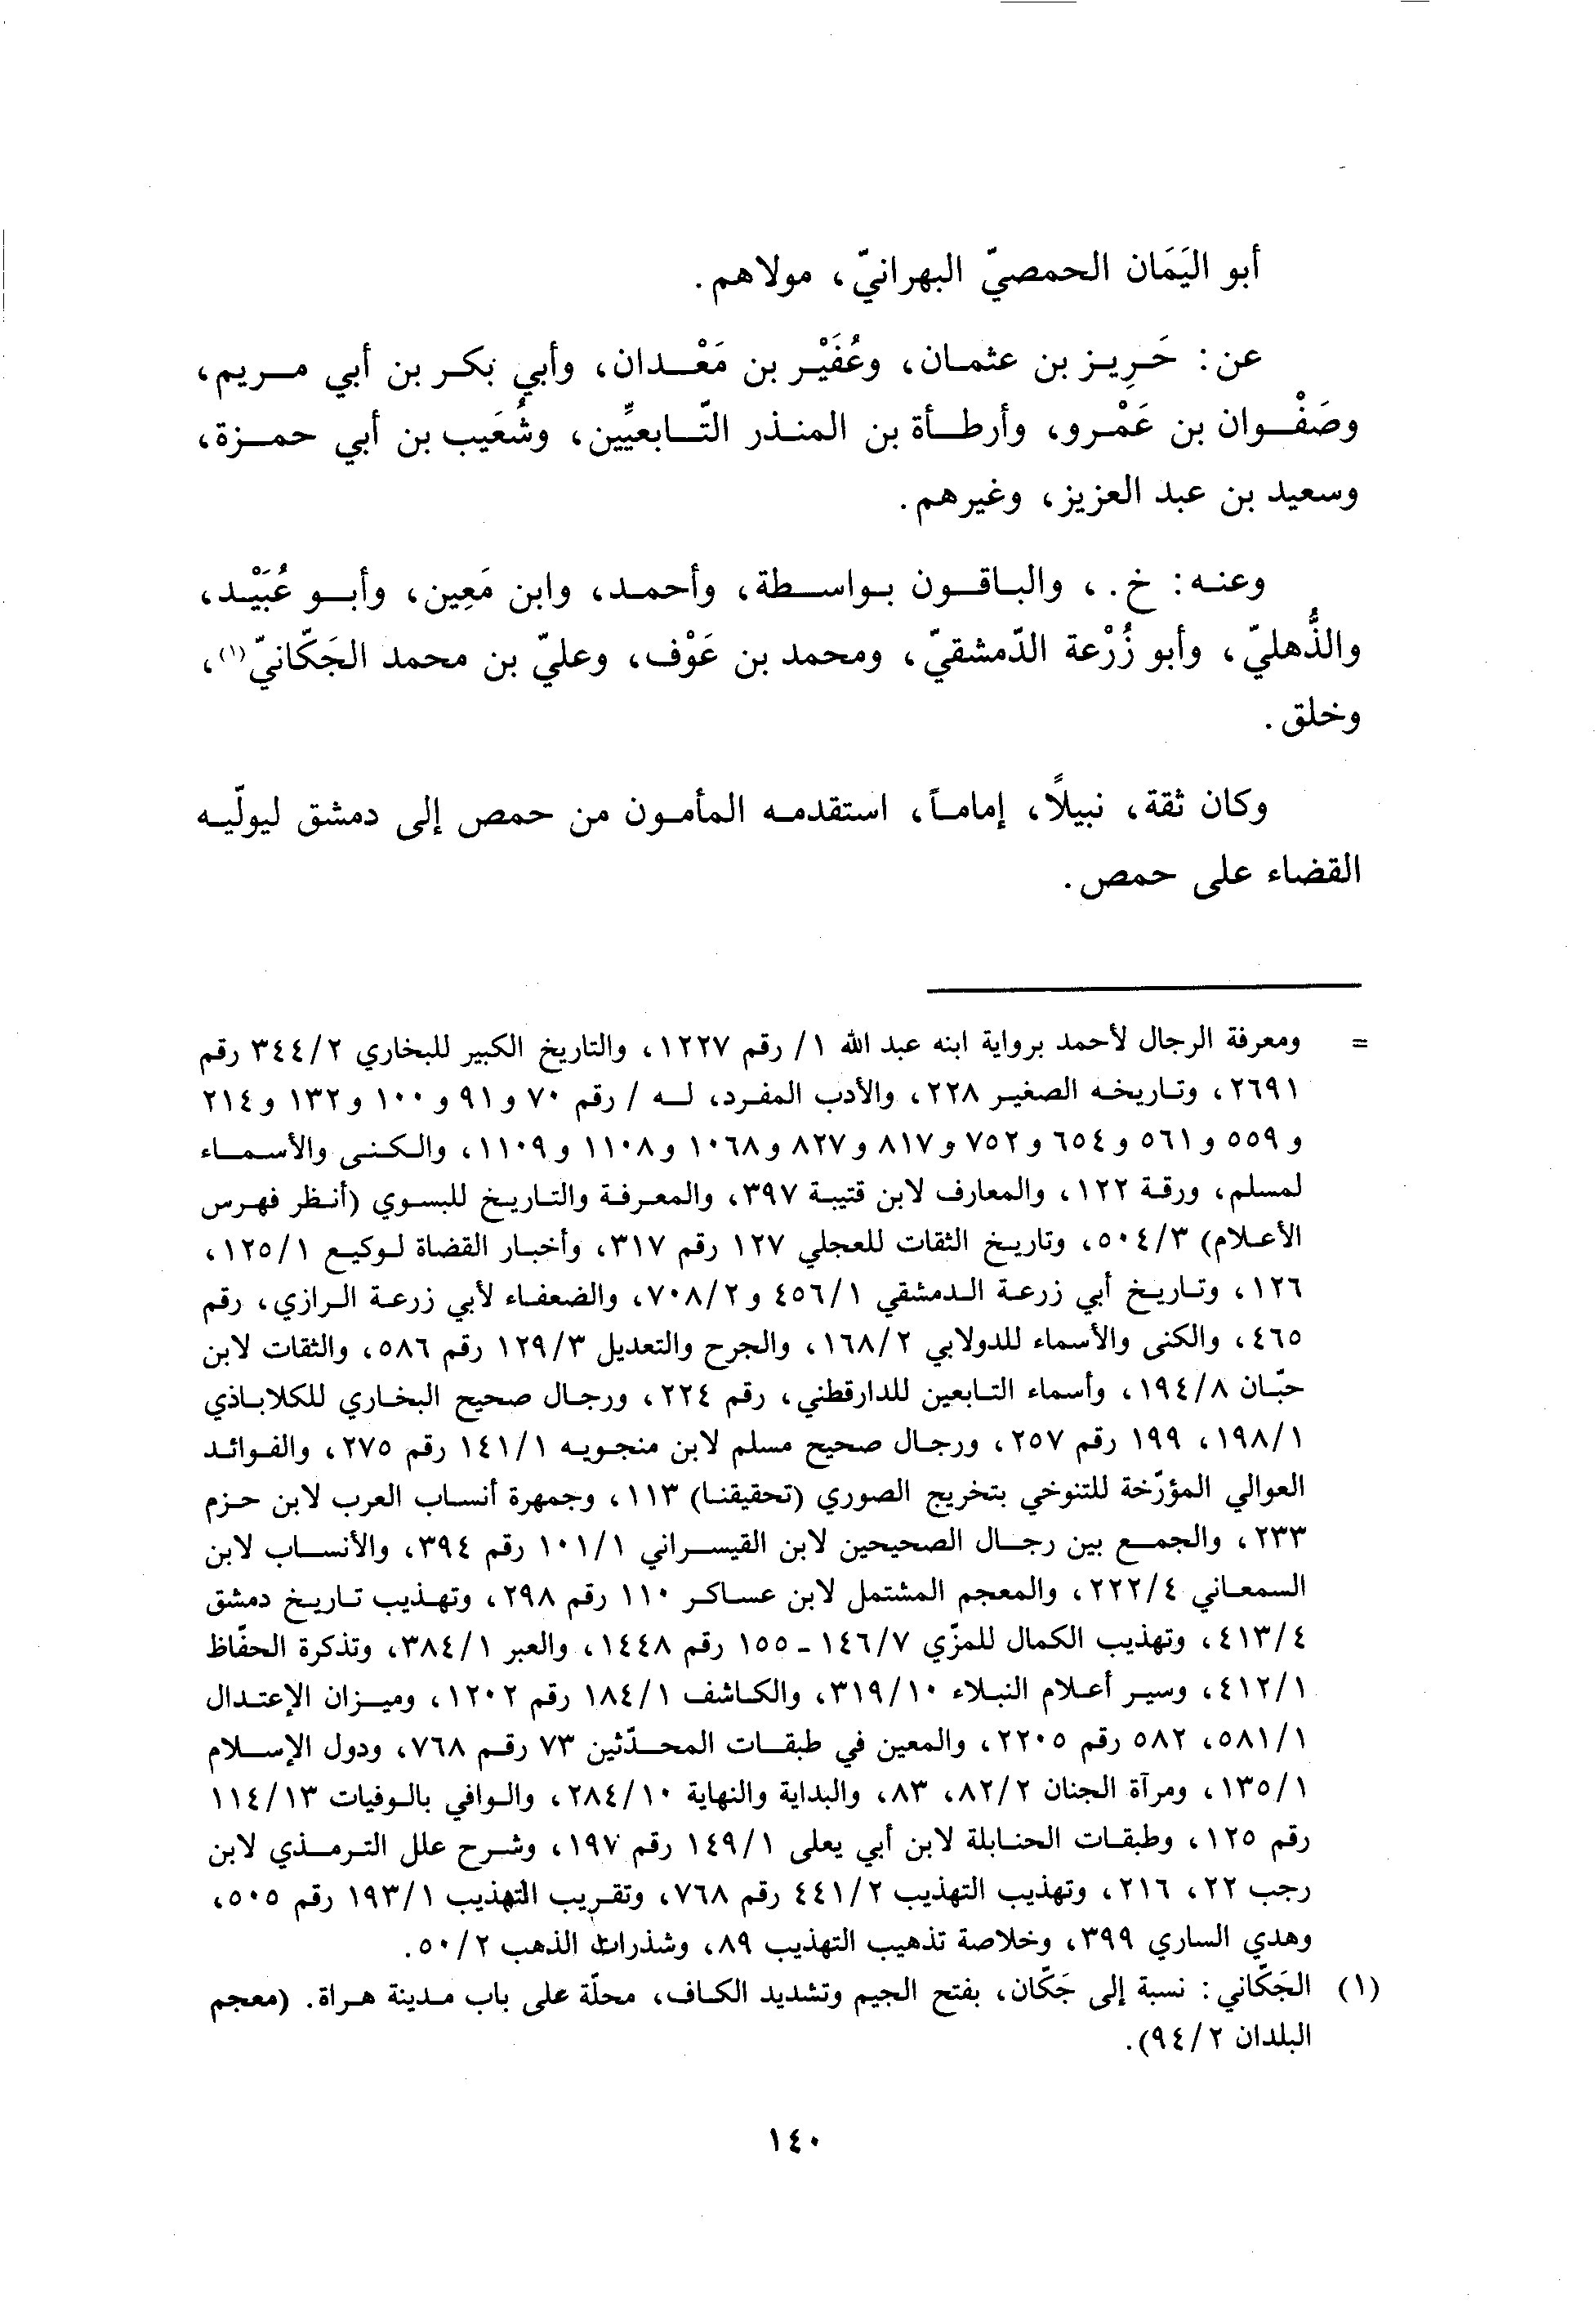 أبو اليَمَان الحمصيّ البهرانيّ، مولاهم.
عن: حَرِيز بن عثمان، وعُفَيْر بن مَعْدان، وأبي بكر بن أبي مريم،
وصَفْوان بن عَمْرو، وأرطأة بن المنذر التّابعيِّين، وشُعَيب بن أبي حمزة،
وسعيد بن عبد العزيز، وغيرهم.
وعنه: خ.، والباقون بواسطة، وأحمد، وابن مَعِين، وأبو عُبَيْد،
والذُّهليّ، وأبو زُرْعة الدّمشقيّ، ومحمد بن عَوْف، وعليّ بن محمد الجَكّانيّ(١)،
وخلق.
وكان ثقة، نبيلًا، إماماً، استقدمه المأمون من حمص إلى دمشق ليولّيه
القضاء على حمص.
= ومعرفة الرجال لأحمد برواية ابنه عبد الله ١/ رقم ١٢٢٧، والتاريخ الكبير للبخاري ٣٤٤/٢ رقم
٢٦٩١، وتاريخه الصغير ٢٢٨، والأدب المفرد، له / رقم ٧٠ و٩١ و١٠٠ و١٣٢ و٢١٤
و٥٥٩ و٥٦١ و٦٥٤ و٧٥٢ و٨١٧ و٨٢٧ و١٠٦٨ و١١٠٨ و١١٠٩، والكنى والأسماء
لمسلم، ورقة ١٢٢، والمعارف لابن قتيبة ٣٩٧، والمعرفة والتاريخ للبسوي (أنظر فهرس
الأعلام) ٥٠٤/٣، وتاريخ الثقات للعجلي ١٢٧ رقم ٣١٧، وأخبار القضاة لوكيع ١٢٥/١،
١٢٦، وتاريخ أبي زرعة الدمشقي ٤٥٦/١ و٧٠٨/٢، والضعفاء لأبي زرعة الرازي، رقم
٤٦٥، والكنى والأسماء للدولابي ١٦٨/٢، والجرح والتعديل ١٢٩/٣ رقم ٥٨٦، والثقات لابن
حبّان ١٩٤/٨، وأسماء التابعين للدارقطني، رقم ٢٢٤، ورجال صحيح البخاري للكلاباذي
١٩٨/١، ١٩٩ رقم ٢٥٧، ورجال صحيح مسلم لابن منجويه ١٤١/١ رقم ٢٧٥، والفوائد
العوالي المؤرّخة للتنوخي بتخريج الصوري (تحقيقنا) ١١٣، وجمهرة أنساب العرب لابن حزم
٢٣٣، والجمع بين رجال الصحيحين لابن القيسراني ١٠١/١ رقم ٣٩٤، والأنساب لابن
السمعاني ٢٢٢/٤، والمعجم المشتمل لابن عساكر ١١٠ رقم ٢٩٨، وتهذيب تاريخ دمشق
٤١٣/٤، وتهذيب الكمال للمزّي ١٤٦/٧ - ١٥٥ رقم ١٤٤٨، والعبر ٣٨٤/١، وتذكرة الحفّاظ
٤١٢/١، وسير أعلام النبلاء ٣١٩/١٠، والكاشف ١٨٤/١ رقم ١٢٠٢، وميزان الإعتدال
٥٨١/١، ٥٨٢ رقم ٢٢٠٥، والمعين في طبقات المحدّثين ٧٣ رقم ٧٦٨، ودول الإسلام
١٣٥/١، ومرآة الجنان ٨٢/٢، ٨٣، والبداية والنهاية ٢٨٤/١٠، والوافي بالوفيات ١١٤/١٣
رقم ١٢٥، وطبقات الحنابلة لابن أبي يعلى ١٤٩/١ رقم ١٩٧، وشرح علل الترمذي لابن
رجب ٢٢، ٢١٦، وتهذيب التهذيب ٤٤١/٢ رقم ٧٦٨، وتقريب التهذيب ١٩٣/١ رقم ٥٠٥،
وهدي الساري ٣٩٩، وخلاصة تذهيب التهذيب ٨٩، وشذرات الذهب ٥٠/٢.
(١) الجَكّاني: نسبة إلى جَكّان، بفتح الجيم وتشديد الكاف، محلّة على باب مدينة هراة. (معجم
البلدان ٩٤/٢).
١٤٠